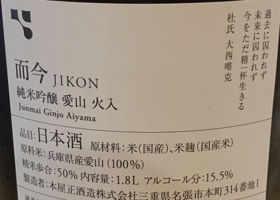 過去に囚われず
未来に囚われず
今をただ精一杯生きる
杜氏 大西唯克
而今 JIKON
純米吟醸 愛山 火入
Junmai Ginjo Aiyama
品目:日本酒 原材料:米(国産)、米麹(国産米)
原料米:兵庫県産愛山(100%)
精米歩合:50% 内容量:1.8L アルコール分:15.5%
製造者:木屋正酒造株式会社三重県名張市本町314番地1